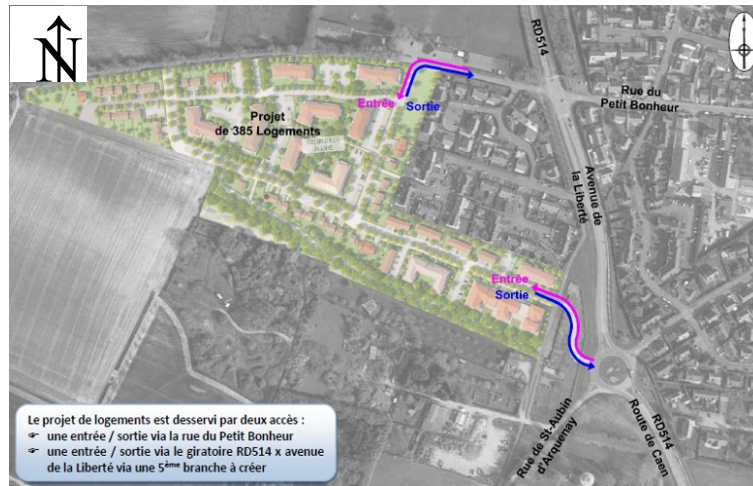 N
RD514
Rue du
Petit Bonheur
Entrée
Sortie
Projet
de 385 Logements
Avenue de
la Liberté
Entrée
Sortie
Rue de St-Aubin
d'Arquenay
RD514
Route de Caen
Le projet de logements est desservi par deux accès :
☞ une entrée / sortie via la rue du Petit Bonheur
☞ une entrée / sortie via le giratoire RD514 x avenue
de la Liberté via une 5ème branche à créer